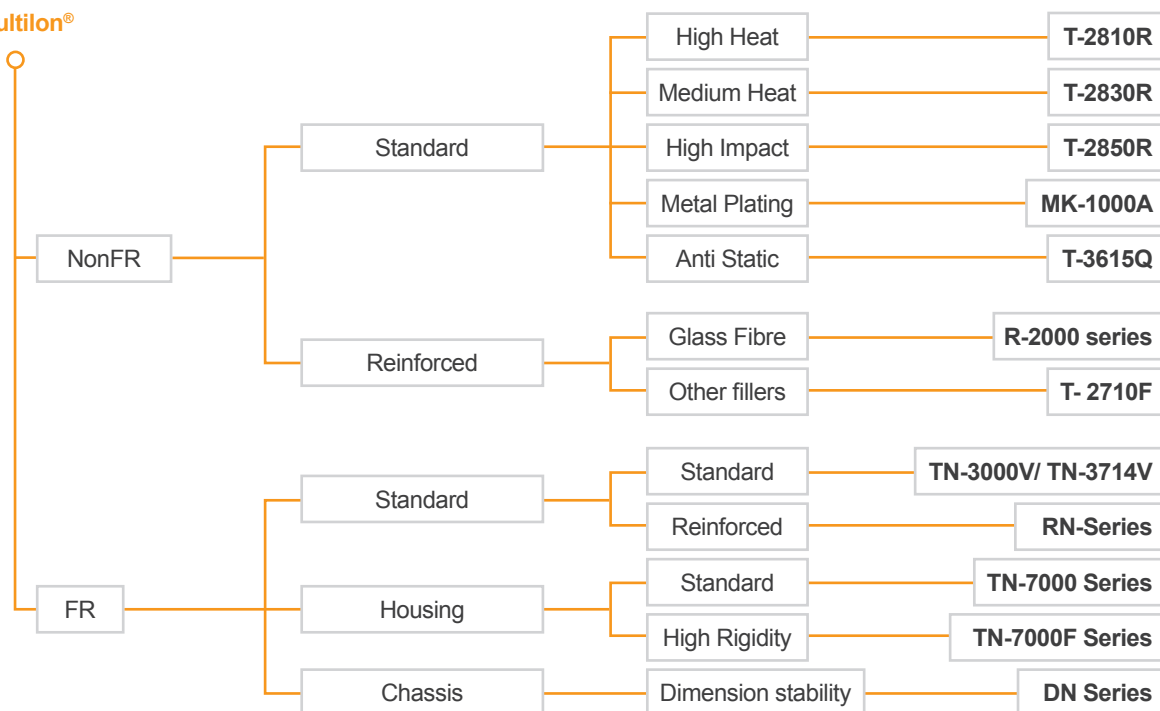 ultilon®
High Heat
T-2810R
Medium Heat
T-2830R
Standard
High Impact
T-2850R
Metal Plating
MK-1000A
NonFR
Anti Static
T-3615Q
Reinforced
Glass Fibre
R-2000 series
Other fillers
T- 2710F
Standard
Standard
TN-3000V/ TN-3714V
Reinforced
RN-Series
FR
Housing
Standard
TN-7000 Series
High Rigidity
TN-7000F Series
Chassis
Dimension stability
DN Series